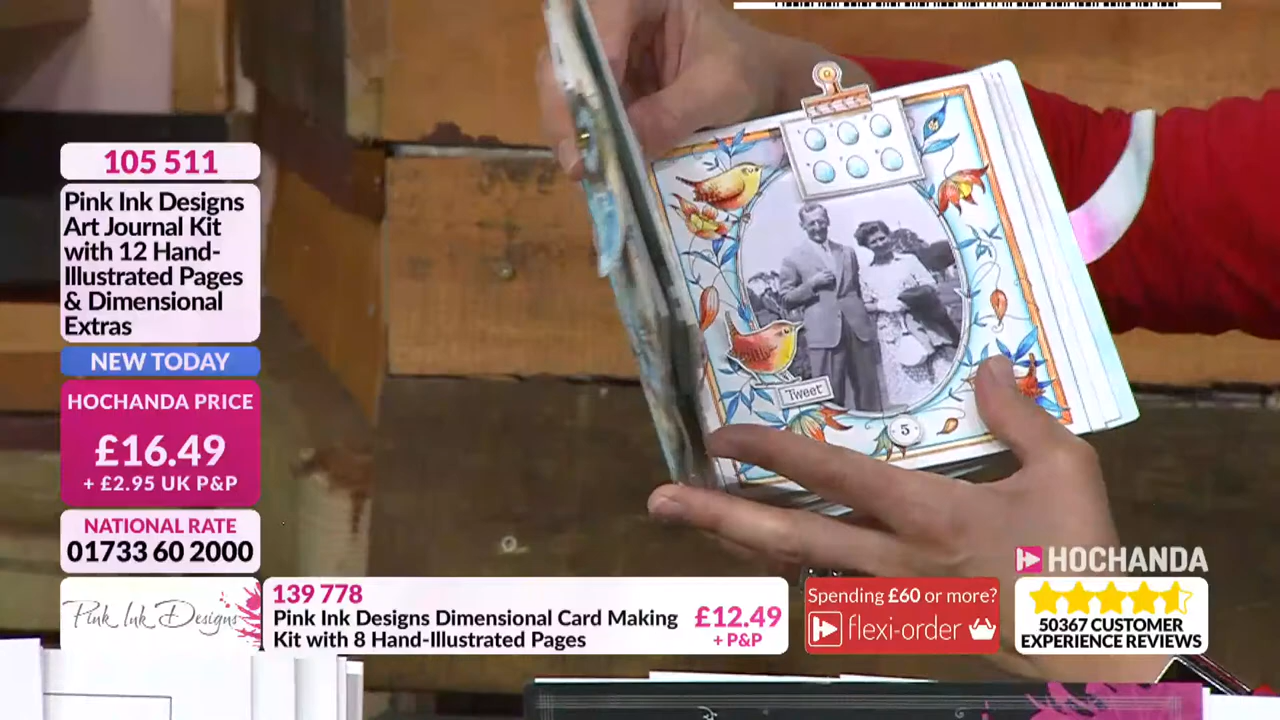 105 511
Pink Ink Designs
Art Journal Kit
with 12 Hand-
Illustrated Pages
& Dimensional
Extras
NEW TODAY
HOCHANDA PRICE
£16.49
+ £2.95 UK P&P
NATIONAL RATE
01733 60 2000
Pink Ink Designs
139 778
Pink Ink Designs Dimensional Card Making
Kit with 8 Hand-Illustrated Pages
£12.49
+ P&P
Spending £60 or more?
flexi-order
HOCHANDA
50367 CUSTOMER
EXPERIENCE REVIEWS
"Tweet"
5